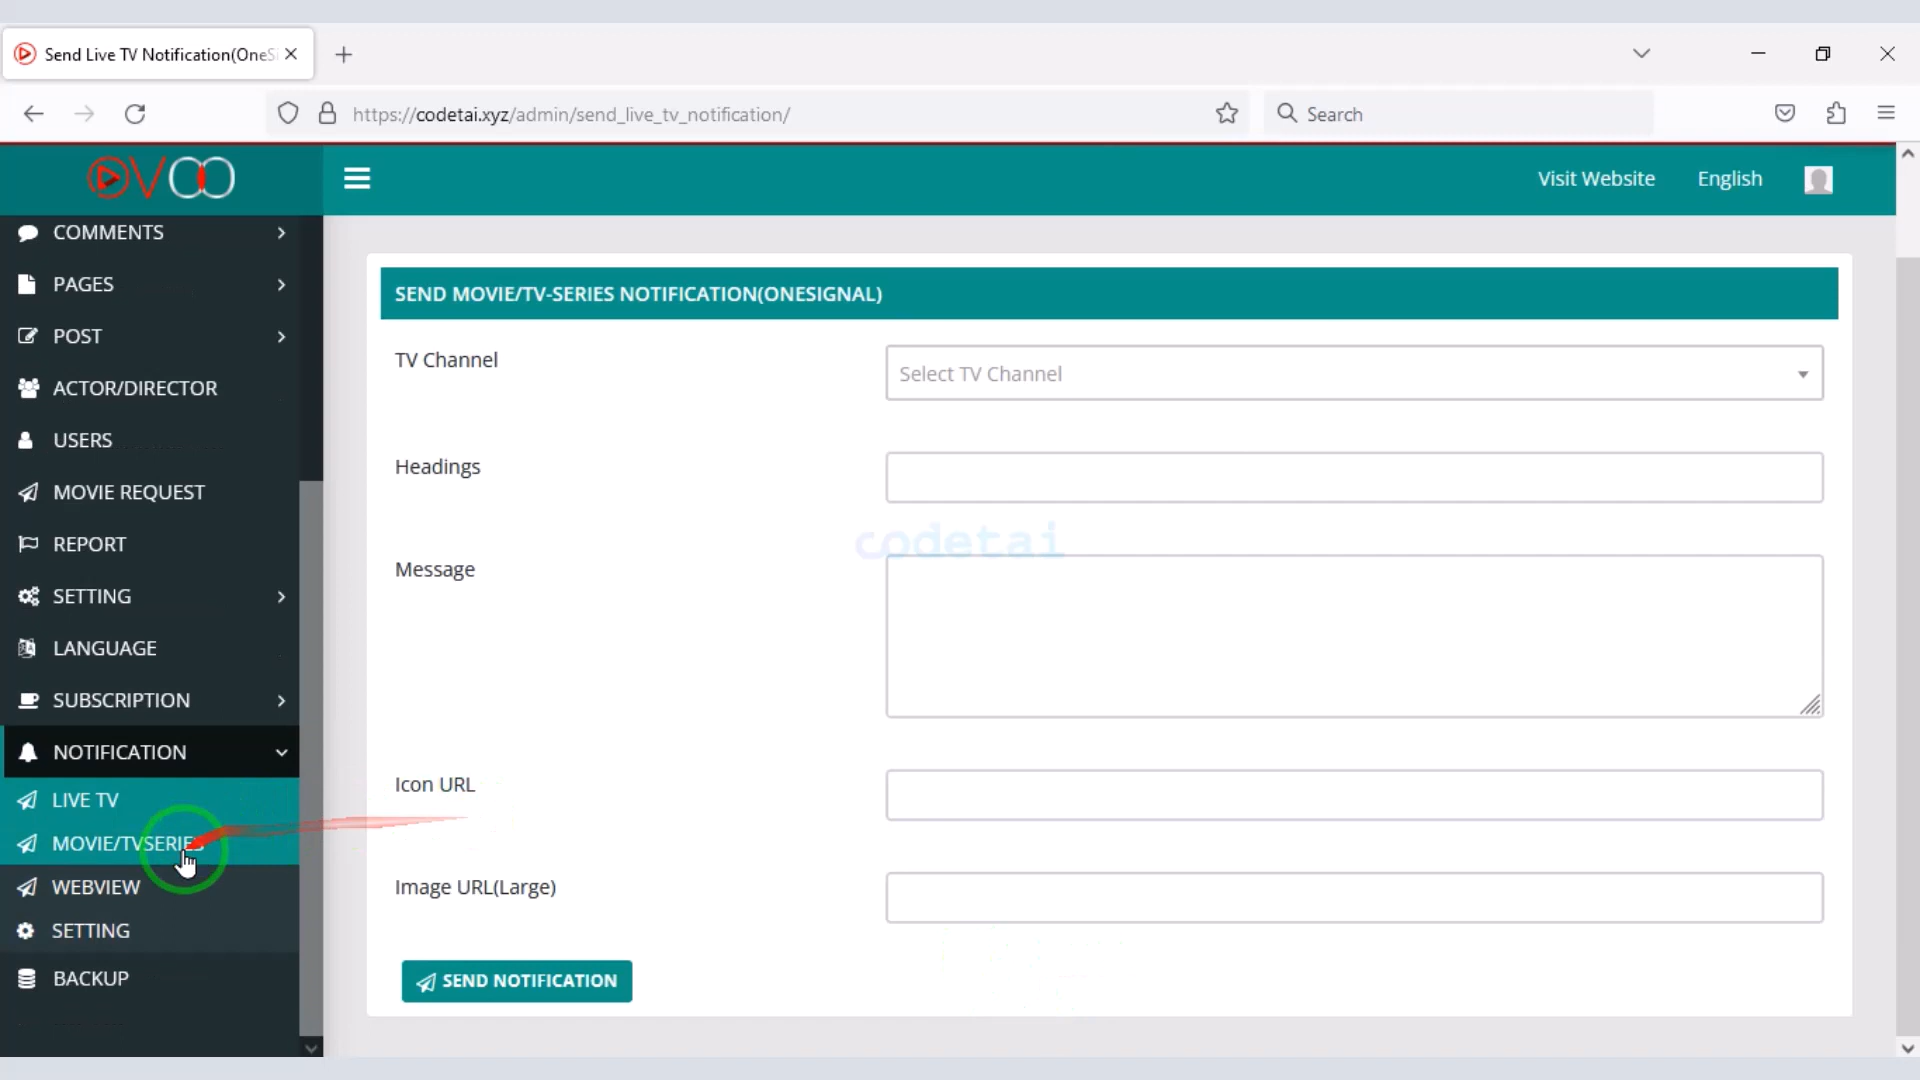 Send Live TV Notification(OneSi
https://codetai.xyz/admin/send_live_tv_notification/
Search
OVOO
Visit Website
English
COMMENTS
PAGES
POST
ACTOR/DIRECTOR
USERS
MOVIE REQUEST
REPORT
SETTING
LANGUAGE
SUBSCRIPTION
NOTIFICATION
LIVE TV
MOVIE/TVSERIES
WEBVIEW
SETTING
BACKUP
SEND MOVIE/TV-SERIES NOTIFICATION(ONESIGNAL)
TV Channel
Select TV Channel
Headings
codetai
Message
Icon URL
Image URL(Large)
SEND NOTIFICATION